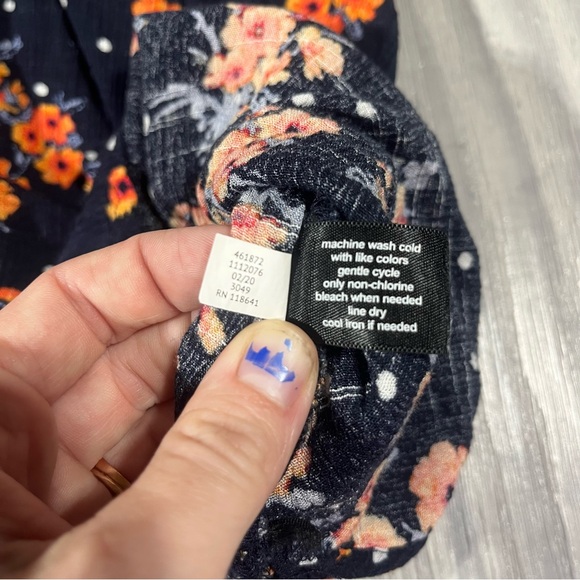 461872
1112076
02/20
3049
RN 118641
machine wash cold
with like colors
gentle cycle
only non-chlorine
bleach when needed
line dry
cool iron if needed